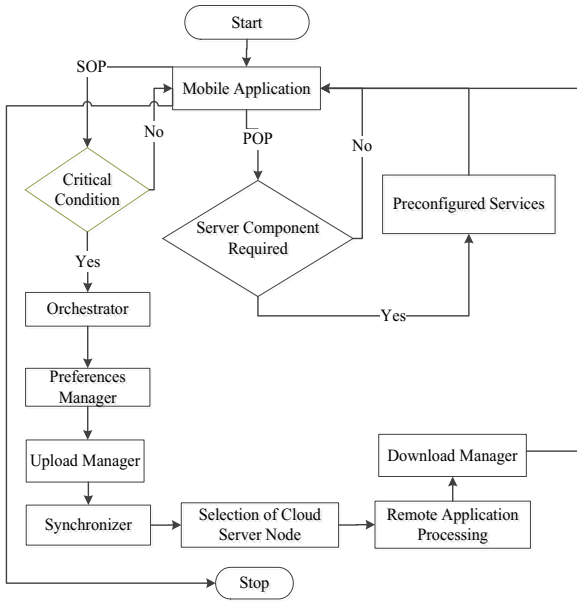 Start
SOP
Mobile Application
No
POP
No
Critical
Condition
Server Component
Required
Preconfigured Services
Yes
Yes
Orchestrator
Preferences
Manager
Upload Manager
Download Manager
Synchronizer
Selection of Cloud
Server Node
Remote Application
Processing
Stop